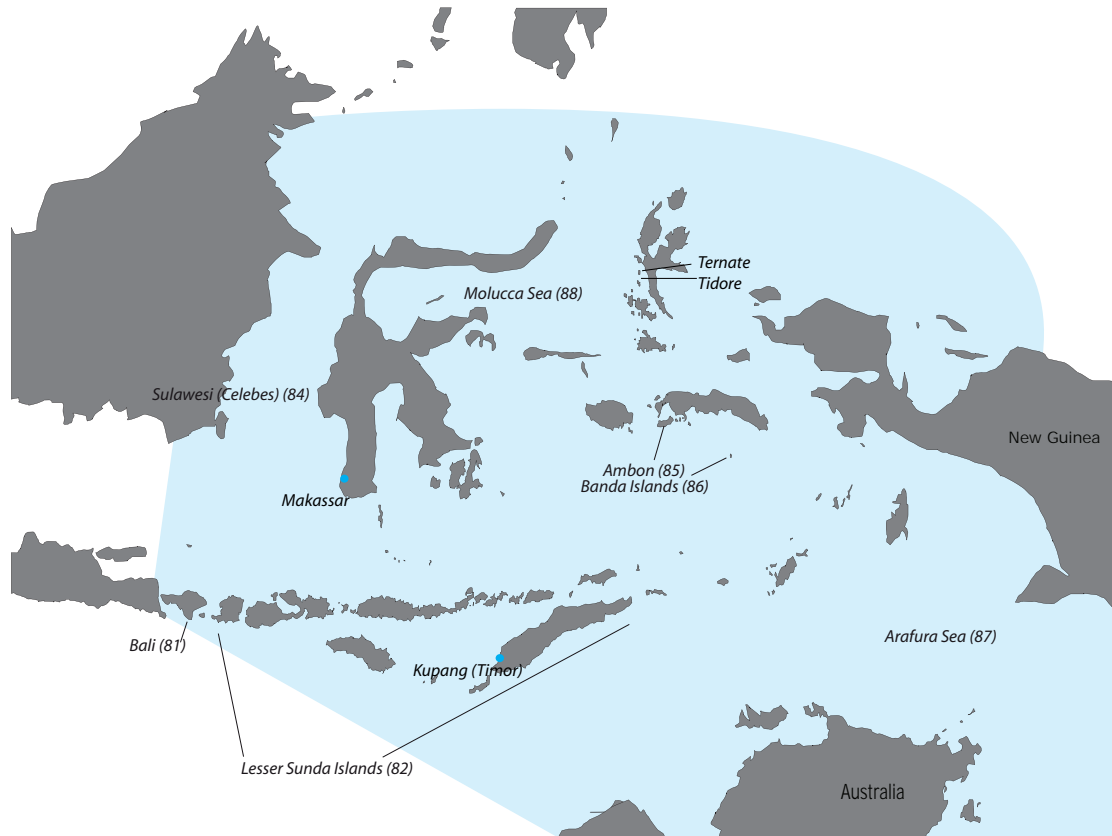 Ternate
Tidore
Molucca Sea (88)
Sulawesi (Celebes) (84)
New Guinea
Ambon (85)
Banda Islands (86)
Makassar
Bali (81)
Arafura Sea (87)
Kupang (Timor)
Lesser Sunda Islands (82)
Australia